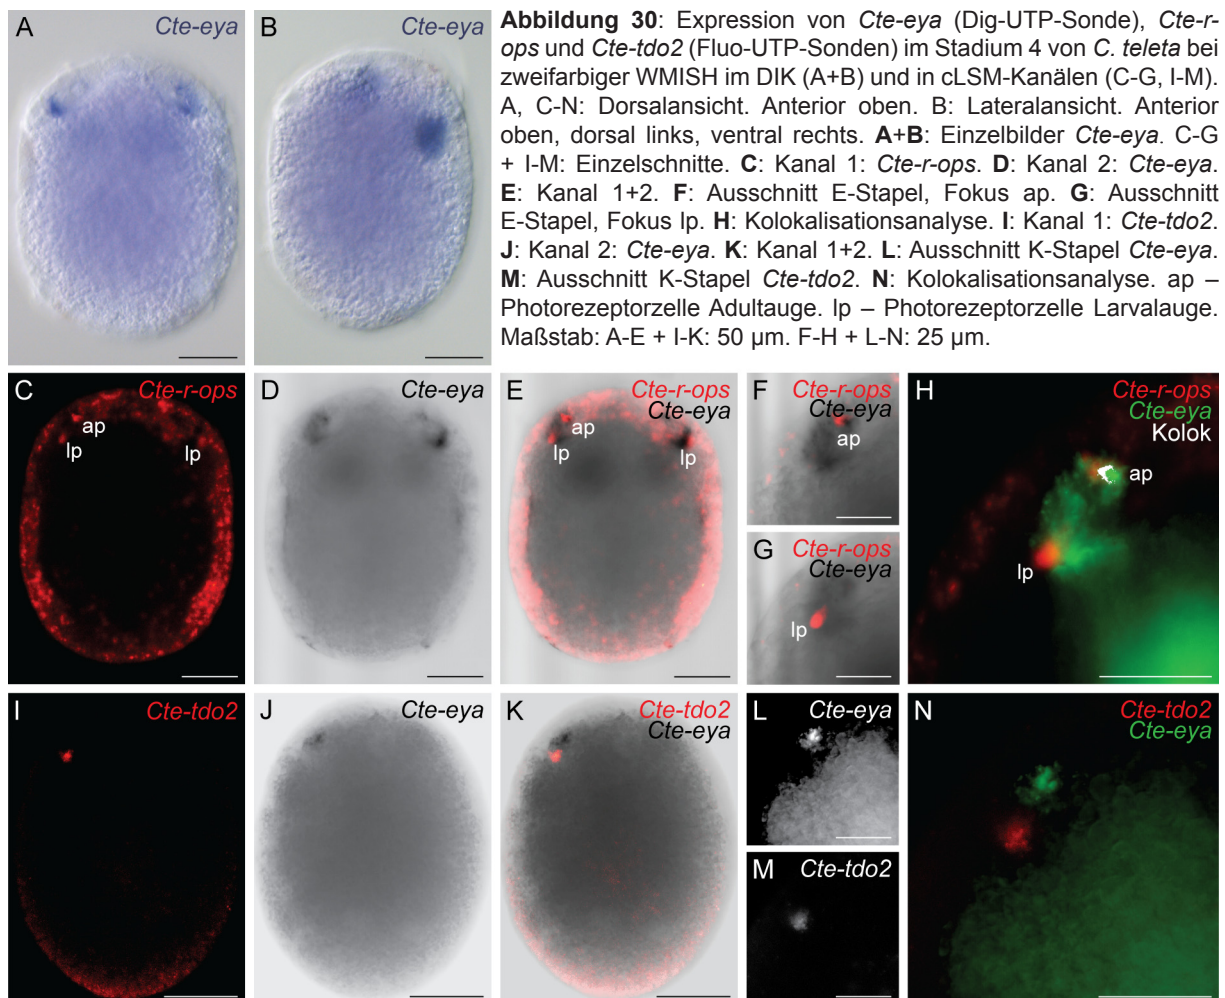 A
Cte-eya
B
Cte-eya
Abbildung 30: Expression von Cte-eya (Dig-UTP-Sonde), Cte-r-
ops und Cte-tdo2 (Fluo-UTP-Sonden) im Stadium 4 von C. teleta bei
zweifarbiger WMISH im DIK (A+B) und in cLSM-Kanälen (C-G, I-M).
A, C-N: Dorsalansicht. Anterior oben. B: Lateralansicht. Anterior
oben, dorsal links, ventral rechts. A+B: Einzelbilder Cte-eya. C-G
+ I-M: Einzelschnitte. C: Kanal 1: Cte-r-ops. D: Kanal 2: Cte-eya.
E: Kanal 1+2. F: Ausschnitt E-Stapel, Fokus ap. G: Ausschnitt
E-Stapel, Fokus lp. H: Kolokalisationsanalyse. I: Kanal 1: Cte-tdo2.
J: Kanal 2: Cte-eya. K: Kanal 1+2. L: Ausschnitt K-Stapel Cte-eya.
M: Ausschnitt K-Stapel Cte-tdo2. N: Kolokalisationsanalyse. ap –
Photorezeptorzelle Adultauge. lp – Photorezeptorzelle Larvalauge.
Maßstab: A-E + I-K: 50 µm. F-H + L-N: 25 µm.
C
Cte-r-ops
ap
lp
lp
D
Cte-eya
E
Cte-r-ops
Cte-eya
ap
lp
lp
F
Cte-r-ops
Cte-eya
ap
G
Cte-r-ops
Cte-eya
lp
H
Cte-r-ops
Cte-eya
Kolok
ap
lp
I
Cte-tdo2
J
Cte-eya
K
Cte-tdo2
Cte-eya
L
Cte-eya
M
Cte-tdo2
N
Cte-tdo2
Cte-eya